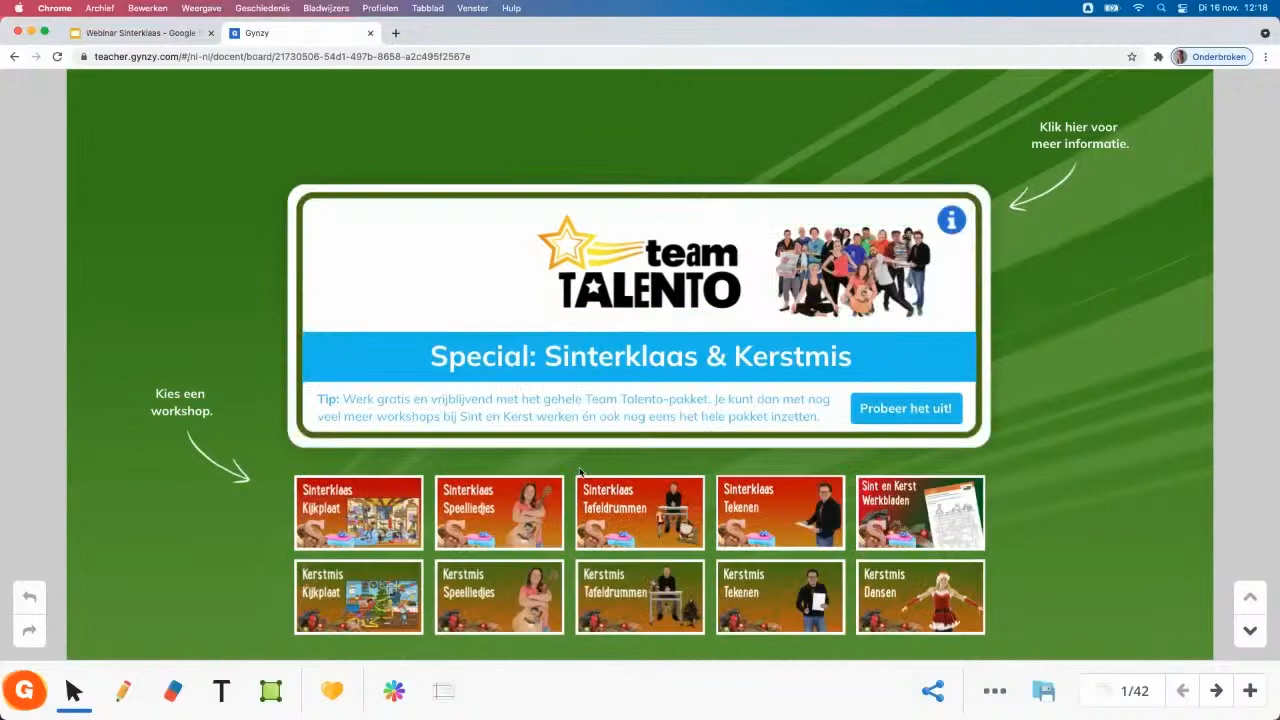 Chrome Archief Bewerken Weergave Geschiedenis Bladwijzers Profielen Tabblad Venster Hulp
Di 16 nov. 12:18
Webinar Sinterklaas - Google
Gynzy
teacher.gynzy.com/#/nl-nl/docent/board/21730506-54d1-497b-8658-a2c495f2567e
Onderbroken
Klik hier voor
meer informatie.
team
TALENTO
Special: Sinterklaas & Kerstmis
Kies een
workshop.
Tip: Werk gratis en vrijblijvend met het gehele Team Talento-pakket. Je kunt dan met nog
veel meer workshops bij Sint en Kerst werken én ook nog eens het hele pakket inzetten.
Probeer het uit!
Sinterklaas
Kijkplaat
Sinterklaas
Speelliedjes
Sinterklaas
Tafeldrummen
Sinterklaas
Tekenen
Sint en Kerst
Werkbladen
Kerstmis
Kijkplaat
Kerstmis
Speelliedjes
Kerstmis
Tafeldrummen
Kerstmis
Tekenen
Kerstmis
Dansen
G
T
1/42